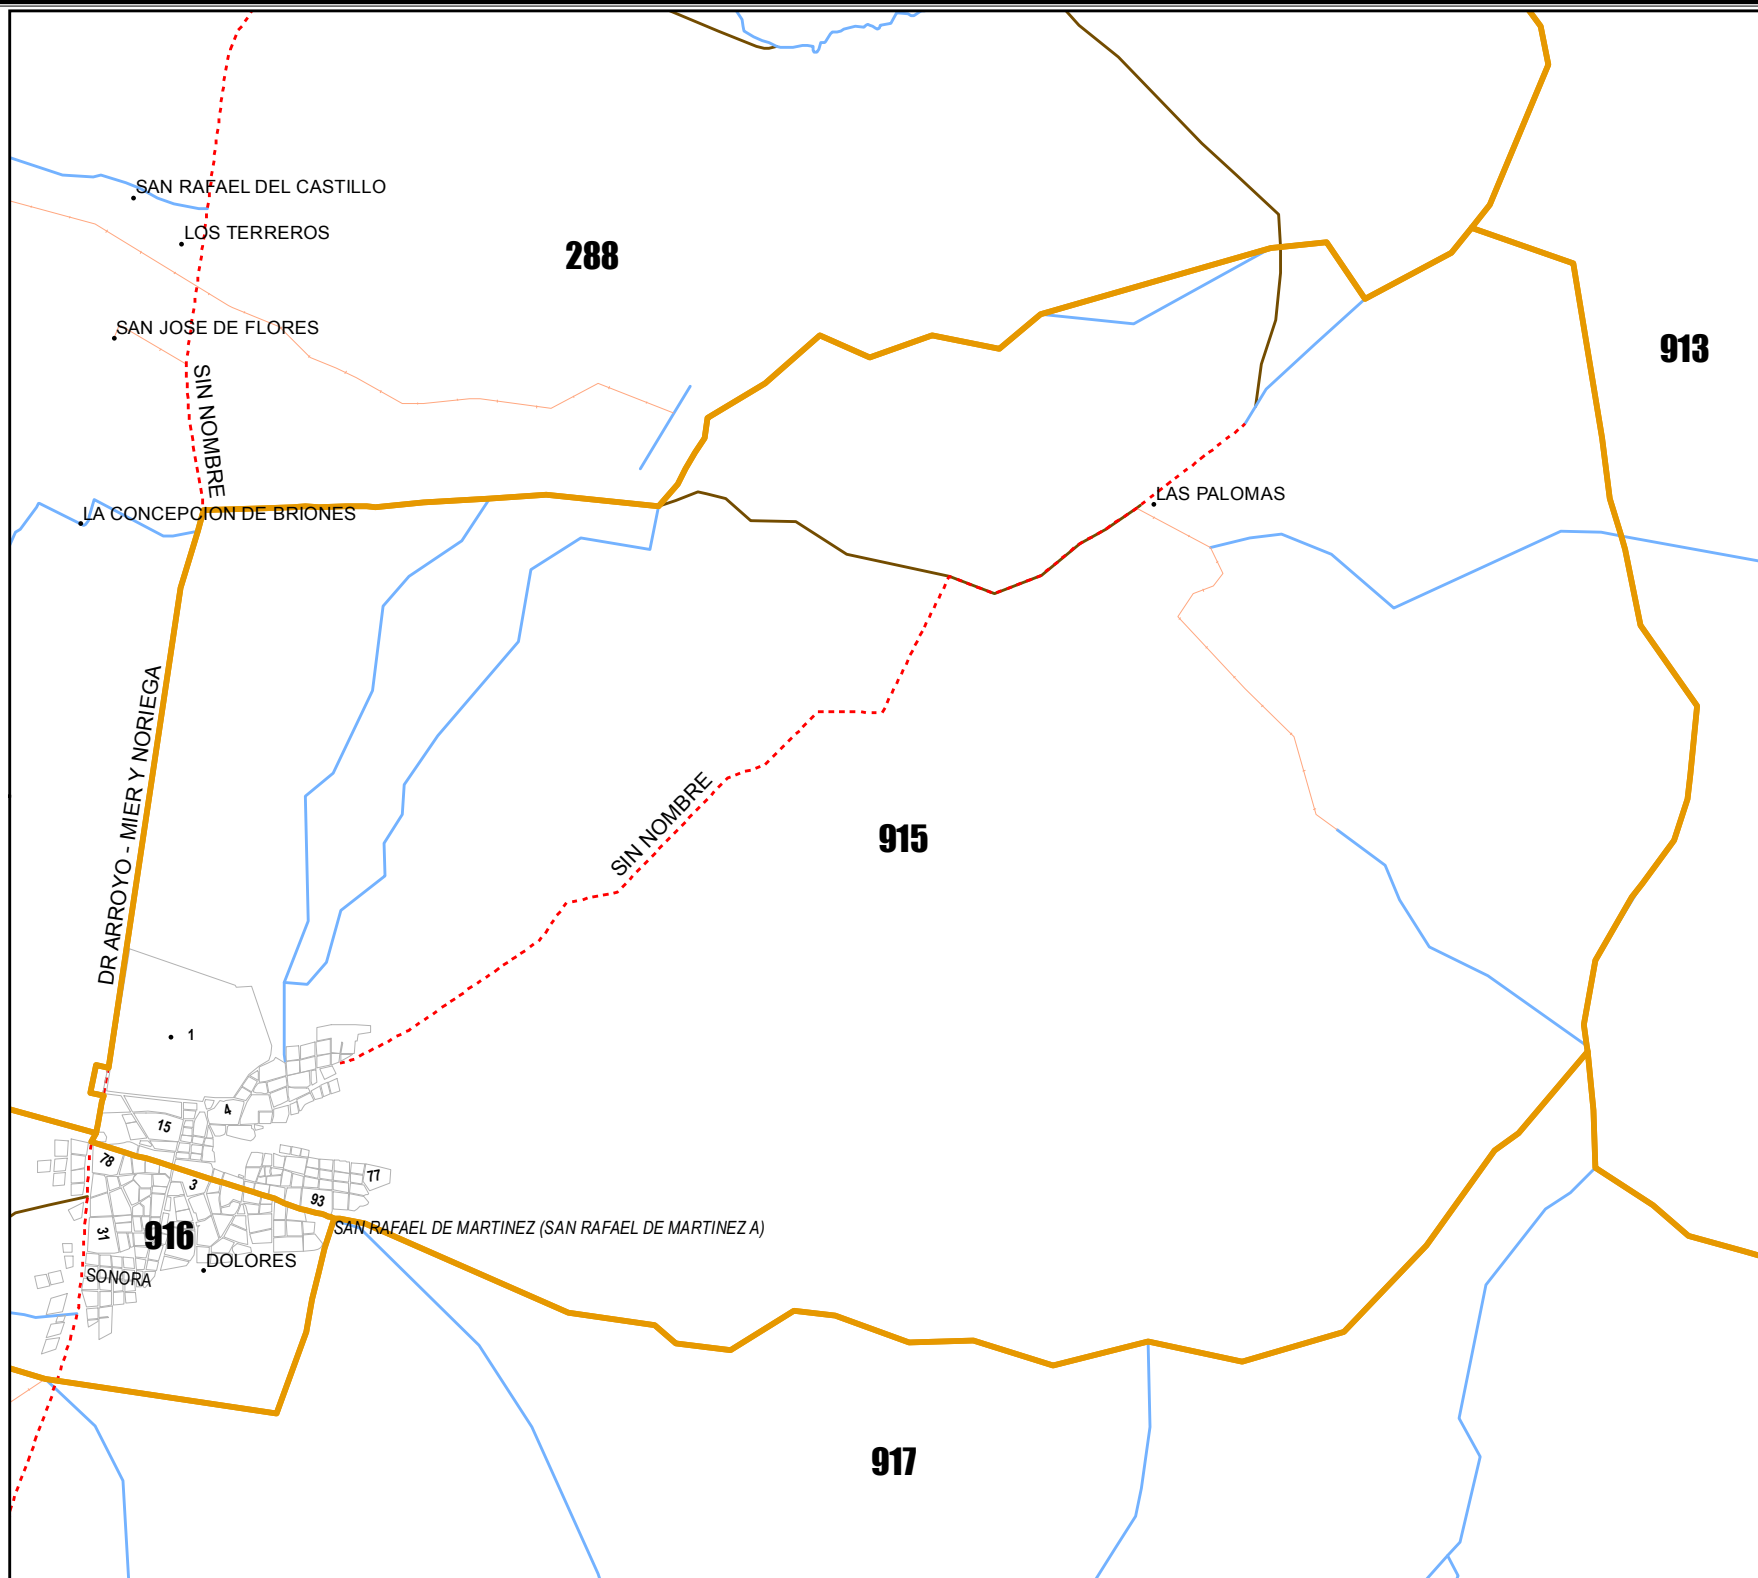 SAN RAFAEL DEL CASTILLO
LOS TERREROS
288
SAN JOSE DE FLORES
913
SIN NOMBRE
LAS PALOMAS
LA CONCEPCION DE BRIONES
DR ARROYO - MIER Y NORIEGA
SIN NOMBRE
915
1
4
15
78
77
3
93
SAN RAFAEL DE MARTINEZ (SAN RAFAEL DE MARTINEZ A)
31
916
DOLORES
SONORA
917